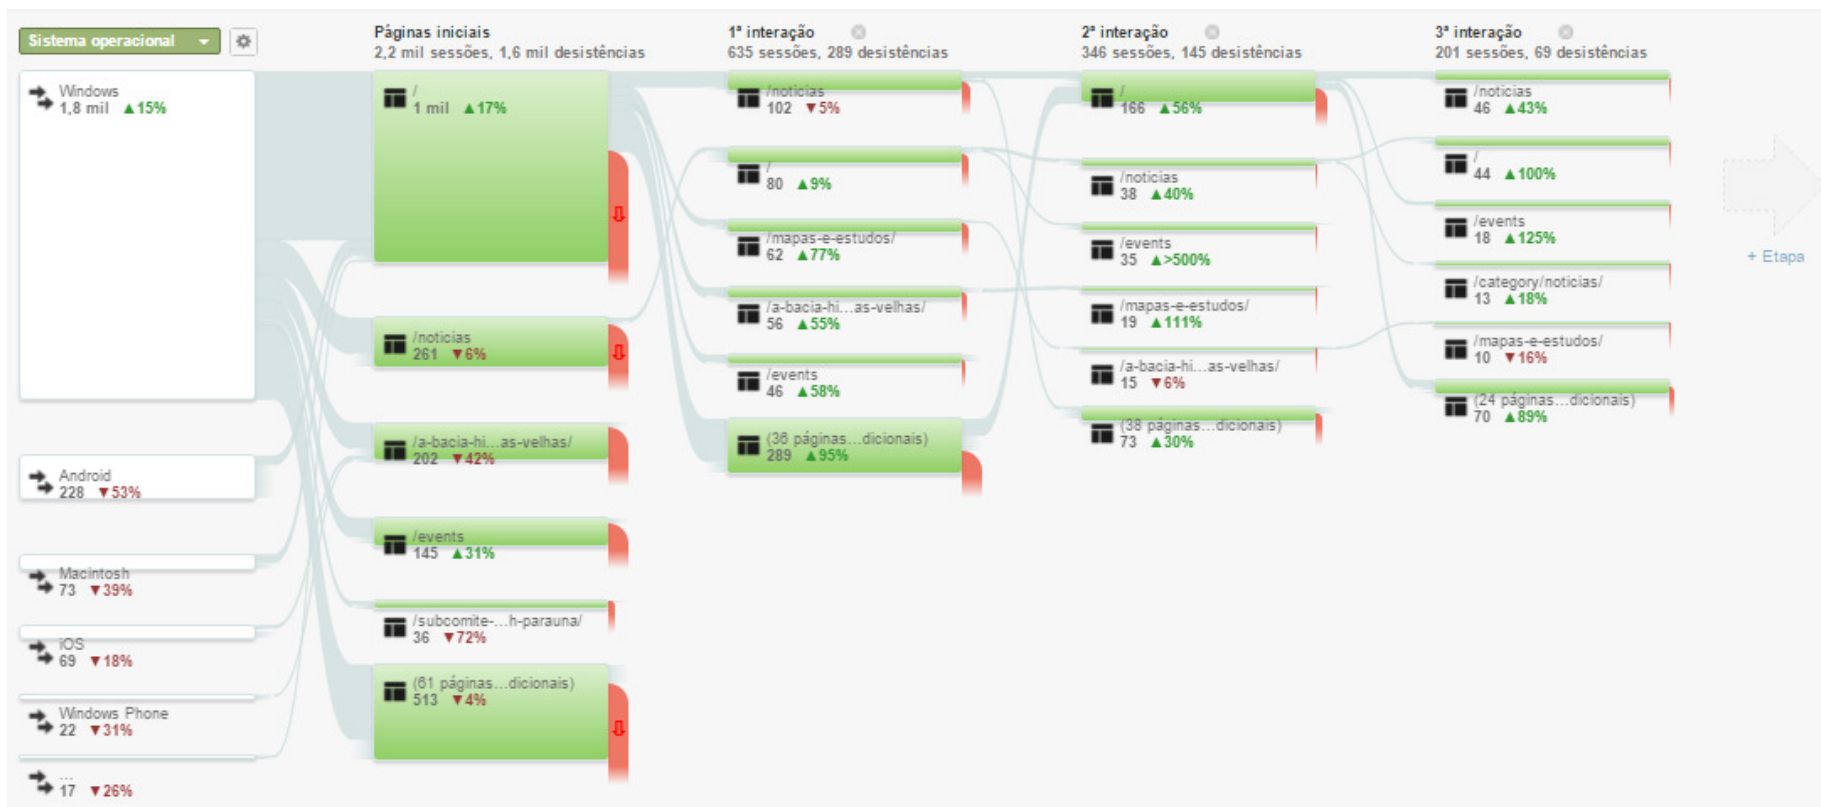 Sistema operacional
Windows
1,8 mil ▲15%
Android
228 ▼53%
Macintosh
73 ▼39%
iOS
69 ▼18%
Windows Phone
22 ▼31%
...
17 ▼26%
Páginas iniciais
2,2 mil sessões, 1,6 mil desistências
/
1 mil ▲17%
/noticias
261 ▼6%
/a-bacia-hi...as-velhas/
202 ▼42%
/events
145 ▲31%
/subcomite-...h-parauna/
36 ▼72%
(61 páginas...dicionais)
513 ▼4%
1ª interação
635 sessões, 289 desistências
/noticias
102 ▼5%
/
80 ▲9%
/mapas-e-estudos/
62 ▲77%
/a-bacia-hi...as-velhas/
56 ▲55%
/events
46 ▲58%
(36 páginas...dicionais)
289 ▲95%
2ª interação
346 sessões, 145 desistências
/
166 ▲56%
/noticias
38 ▲40%
/events
35 ▲>500%
/mapas-e-estudos/
19 ▲111%
/a-bacia-hi...as-velhas/
15 ▼6%
(38 páginas...dicionais)
73 ▲30%
3ª interação
201 sessões, 69 desistências
/noticias
46 ▲43%
/
44 ▲100%
/events
18 ▲125%
/category/noticias/
13 ▲18%
/mapas-e-estudos/
10 ▼16%
(24 páginas...dicionais)
70 ▲89%
+ Etapa